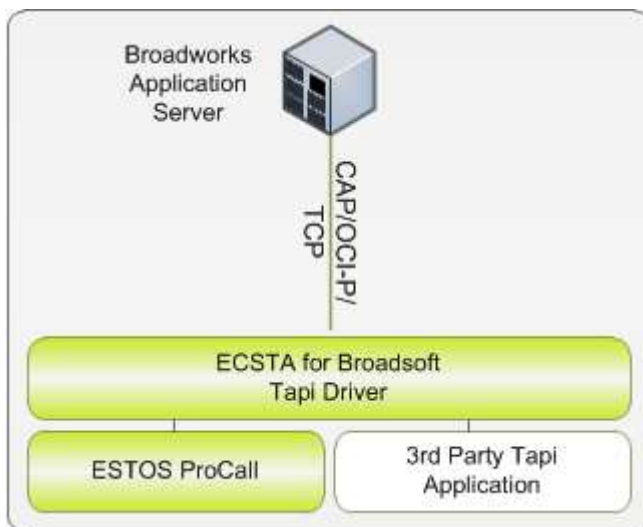 Broadworks
Application
Server
CAP/OCI-P/
TCP
ECSTA for Broadsoft
Tapi Driver
ESTOS ProCall
3rd Party Tapi
Application